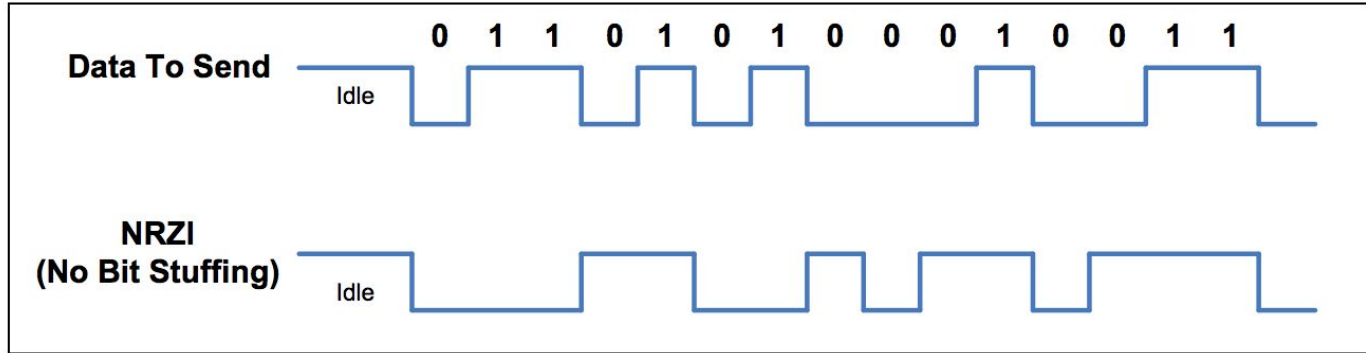 0 1 1 0 1 0 1 0 0 0 1 0 0 1 1
Data To Send
Idle
NRZI
(No Bit Stuffing)
Idle